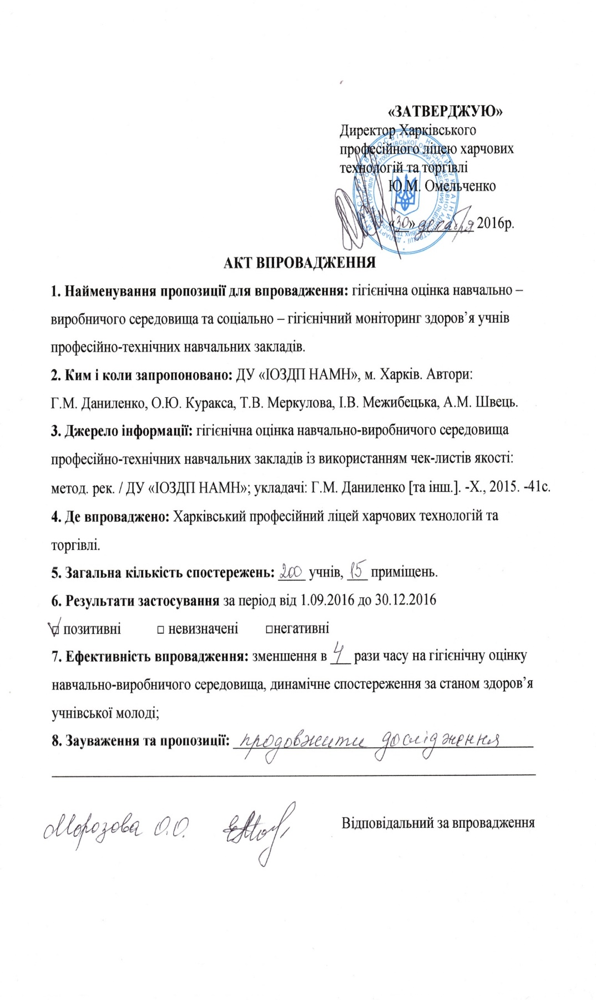 «ЗАТВЕРДЖУЮ»
Директор Харківського
професійного ліцею харчових
технологій та торгівлі
Ю.М. Омельченко
«30» декабря 2016р.
АКТ ВПРОВАДЖЕННЯ
1. Найменування пропозиції для впровадження: гігієнічна оцінка навчально –
виробничого середовища та соціально – гігієнічний моніторинг здоров’я учнів
професійно-технічних навчальних закладів.
2. Ким і коли запропоновано: ДУ «ІОЗДП НАМН», м. Харків. Автори:
Г.М. Даниленко, О.Ю. Куракса, Т.В. Меркулова, І.В. Межибецька, А.М. Швець.
3. Джерело інформації: гігієнічна оцінка навчально-виробничого середовища
професійно-технічних навчальних закладів із використанням чек-листів якості:
метод. рек. / ДУ «ІОЗДП НАМН»; укладачі: Г.М. Даниленко [та інш.]. -Х., 2015. -41с.
4. Де впроваджено: Харківський професійний ліцей харчових технологій та
торгівлі.
5. Загальна кількість спостережень: 200 учнів, 15 приміщень.
6. Результати застосування за період від 1.09.2016 до 30.12.2016
☑ позитивні □ невизначені □негативні
7. Ефективність впровадження: зменшення в 4 рази часу на гігієнічну оцінку
навчально-виробничого середовища, динамічне спостереження за станом здоров’я
учнівської молоді;
8. Зауваження та пропозиції: продовжити дослідження
Морозова О.О. Відповідальний за впровадження